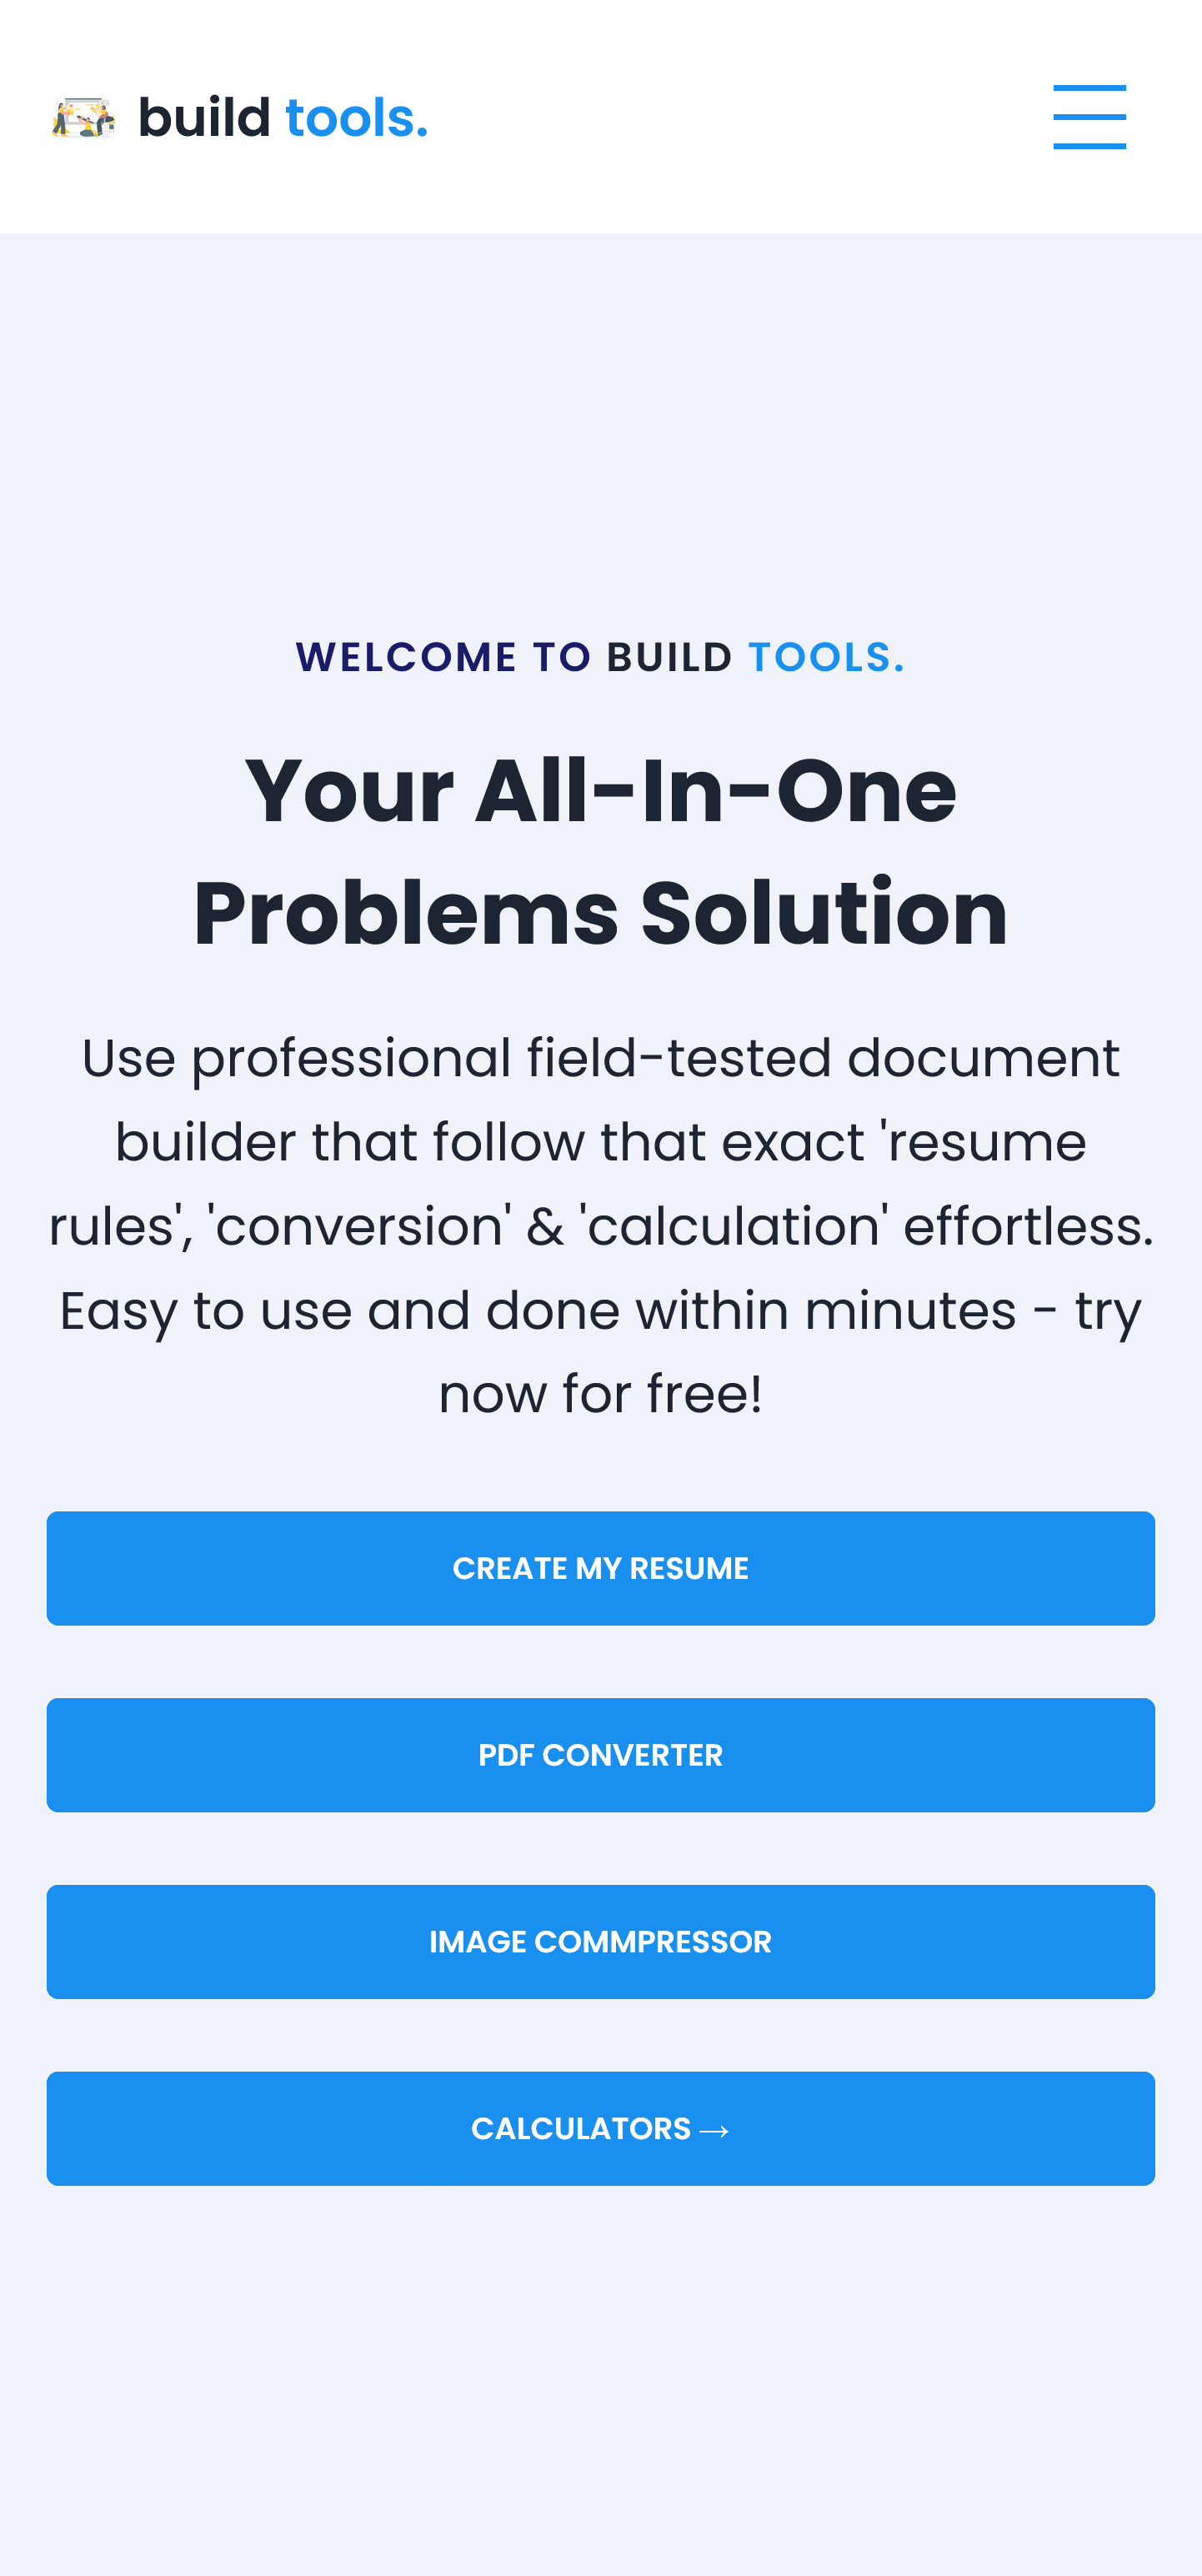 build tools.
WELCOME TO BUILD TOOLS.
Your All-In-One
Problems Solution
Use professional field-tested document
builder that follow that exact 'resume
rules', 'conversion' & 'calculation' effortless.
Easy to use and done within minutes - try
now for free!
CREATE MY RESUME
PDF CONVERTER
IMAGE COMMPRESSOR
CALCULATORS →